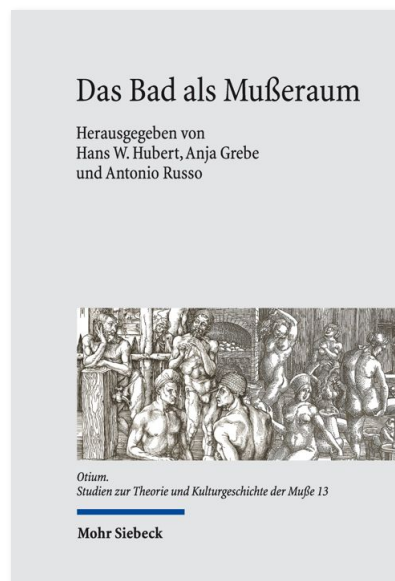 Das Bad als Mußeraum
Herausgegeben von
Hans W. Hubert, Anja Grebe
und Antonio Russo
Otium.
Studien zur Theorie und Kulturgeschichte der Muße 13
Mohr Siebeck